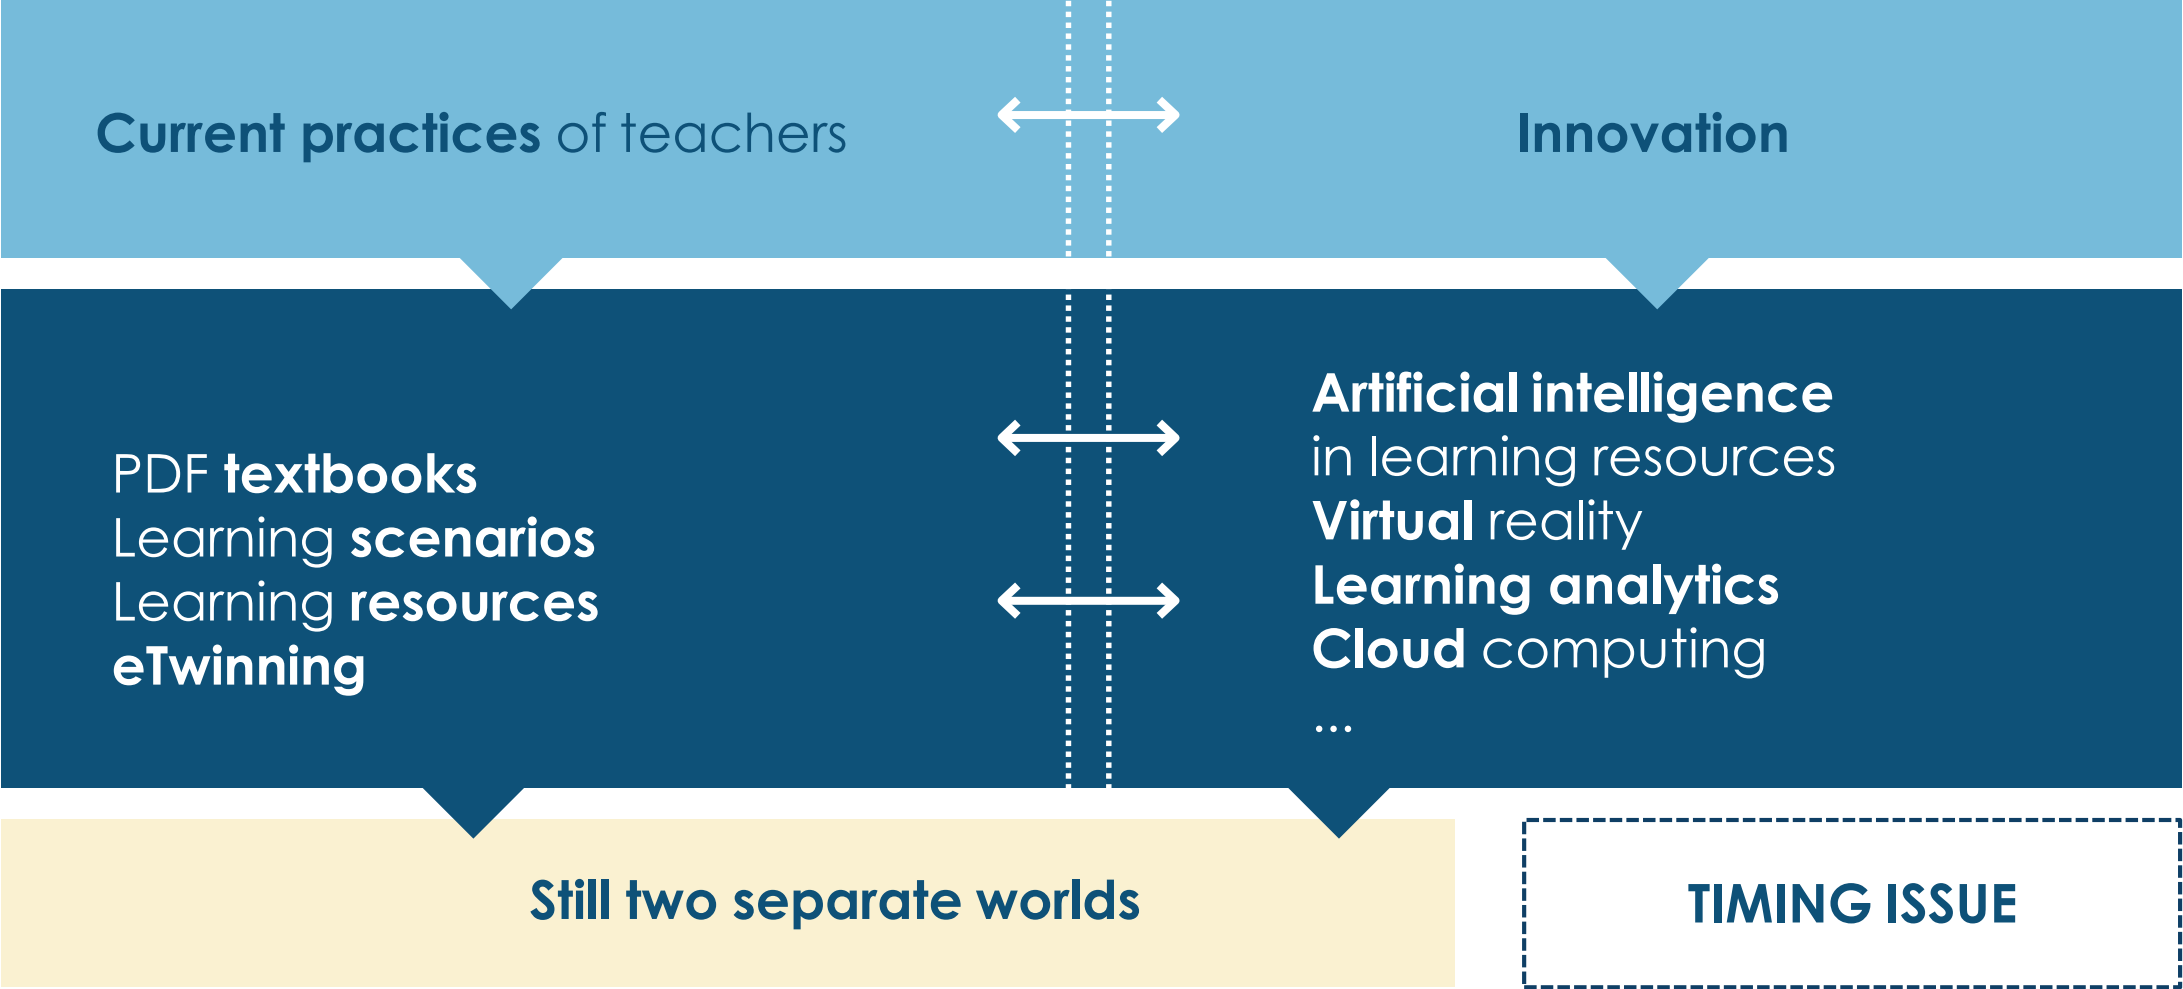 Current practices of teachers
Innovation
PDF textbooks
Learning scenarios
Learning resources
eTwinning
Artificial intelligence
in learning resources
Virtual reality
Learning analytics
Cloud computing
...
Still two separate worlds
TIMING ISSUE